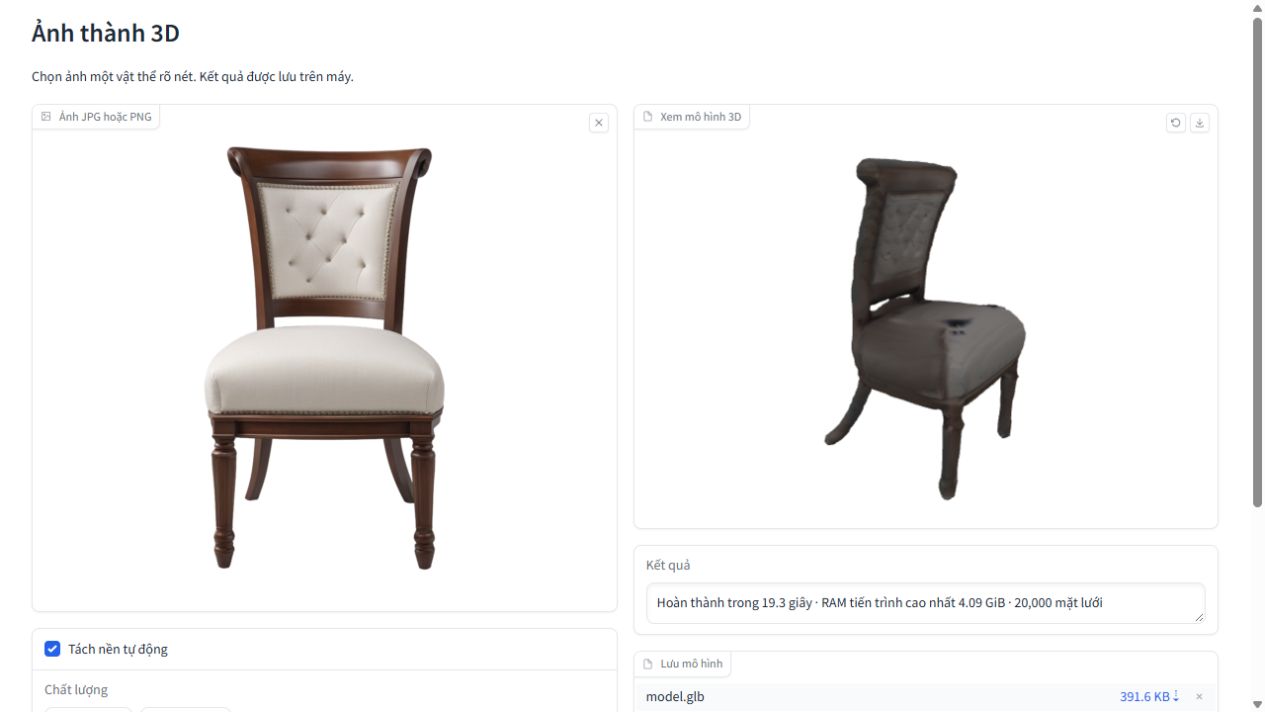 Ảnh thành 3D
Chọn ảnh một vật thể rõ nét. Kết quả được lưu trên máy.
Ảnh JPG hoặc PNG
Xem mô hình 3D
Kết quả
Hoàn thành trong 19.3 giây · RAM tiến trình cao nhất 4.09 GiB · 20,000 mặt lưới
Tách nền tự động
Lưu mô hình
Chất lượng
model.glb
391.6 KB ⇣